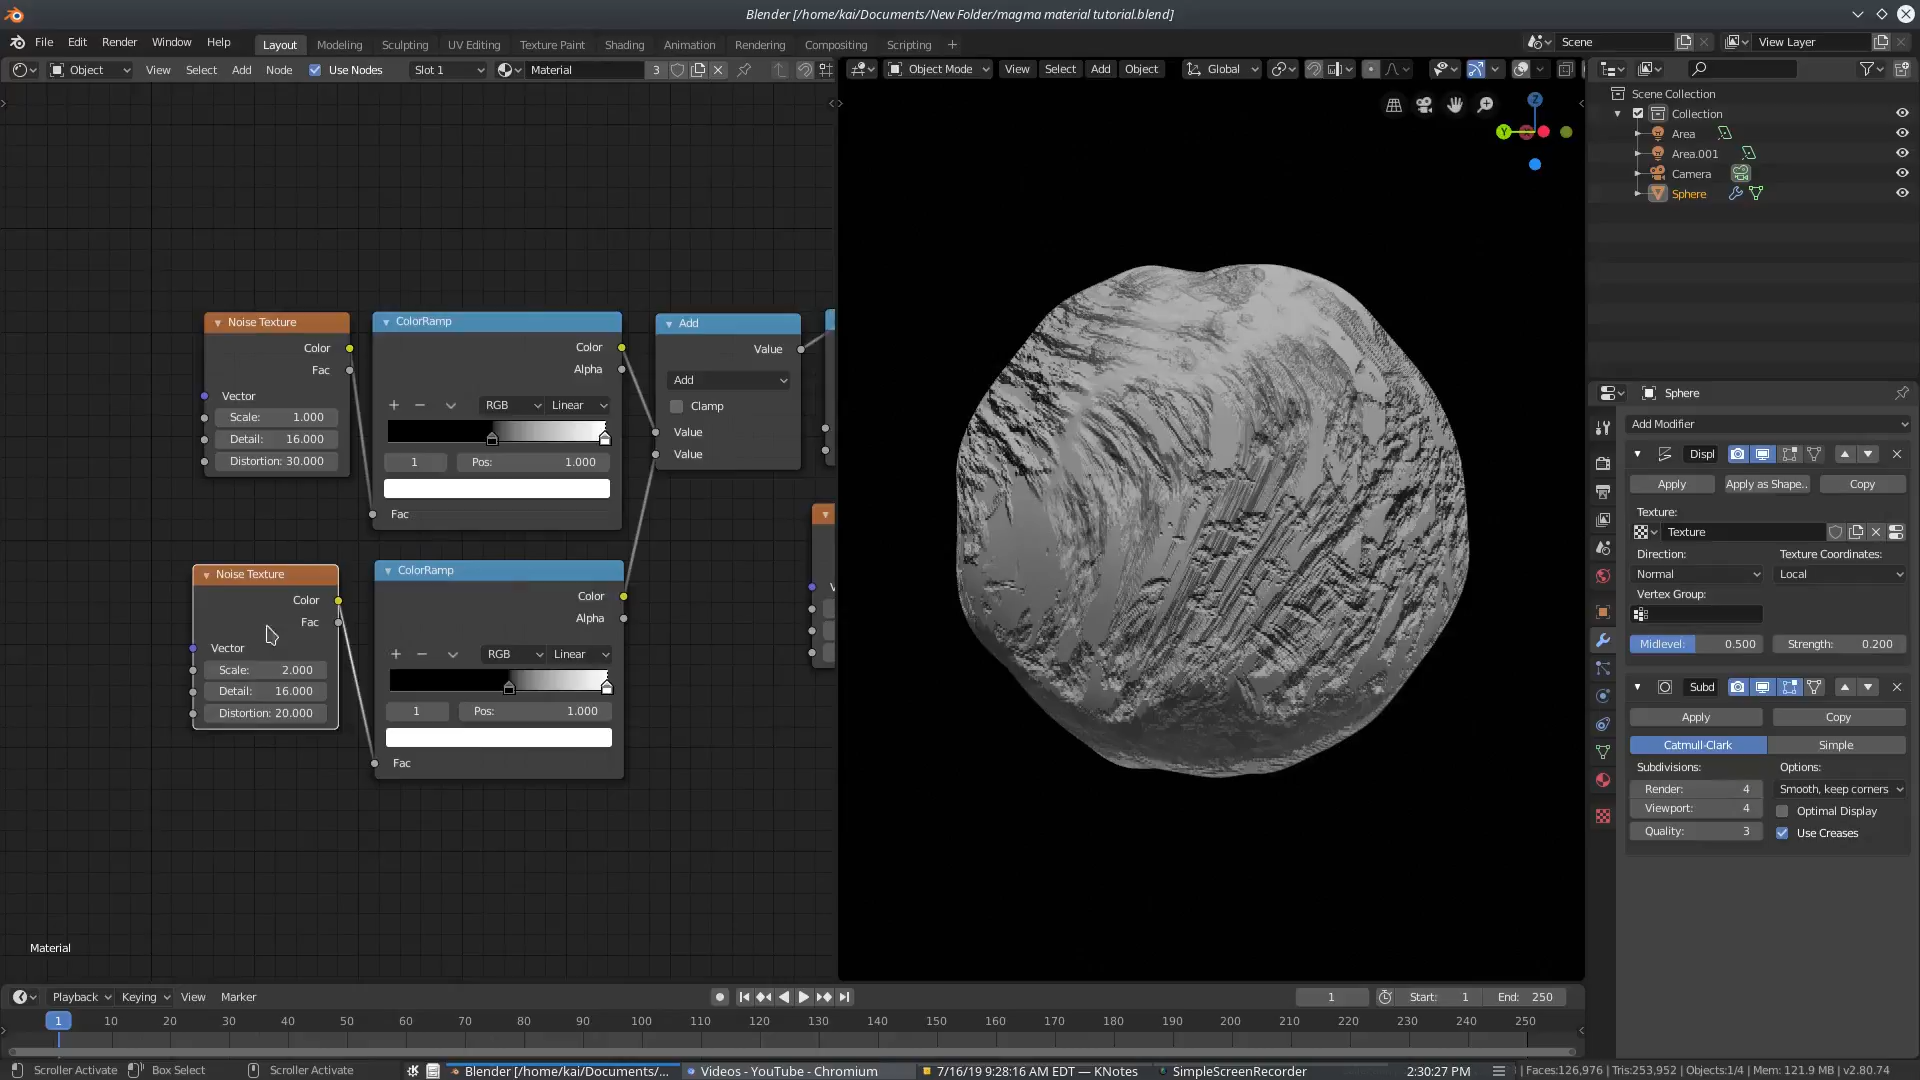 Blender [/home/kai/Documents/New Folder/magma material tutorial.blend]
File Edit Render Window Help Layout Modeling Sculpting UV Editing Texture Paint Shading Animation Rendering Compositing Scripting + Scene View Layer
Object View Select Add Node Use Nodes Slot 1 Material 3 Object Mode View Select Add Object Global
Scene Collection
Collection
Area
Area.001
Camera
Sphere
Z
Y
Noise Texture
Color
Fac
Vector
Scale: 1.000
Detail: 16.000
Distortion: 30.000
ColorRamp
Color
Alpha
RGB Linear
1 Pos: 1.000
Fac
Add
Value
Add
Clamp
Value
Value
Noise Texture
Color
Fac
Vector
Scale: 2.000
Detail: 16.000
Distortion: 20.000
ColorRamp
Color
Alpha
RGB Linear
1 Pos: 1.000
Fac
V
Material
Sphere
Add Modifier
Displ
Apply Apply as Shape.. Copy
Texture:
Texture
Direction: Texture Coordinates:
Normal Local
Vertex Group:
Midlevel: 0.500 Strength: 0.200
Subd
Apply Copy
Catmull-Clark Simple
Subdivisions: Options:
Render: 4 Smooth, keep corners
Viewport: 4 Optimal Display
Quality: 3 Use Creases
Playback Keying View Marker 1 Start: 1 End: 250
1 10 20 30 40 50 60 70 80 90 100 110 120 130 140 150 160 170 180 190 200 210 220 230 240 250
Scroller Activate Box Select Scroller Activate Blender [/home/kai/Documents/... Videos - YouTube - Chromium 7/16/19 9:28:16 AM EDT — KNotes SimpleScreenRecorder 2:30:27 PM | Faces:126,976 | Tris:253,952 | Objects:1/4 | Mem: 121.9 MB | v2.80.74